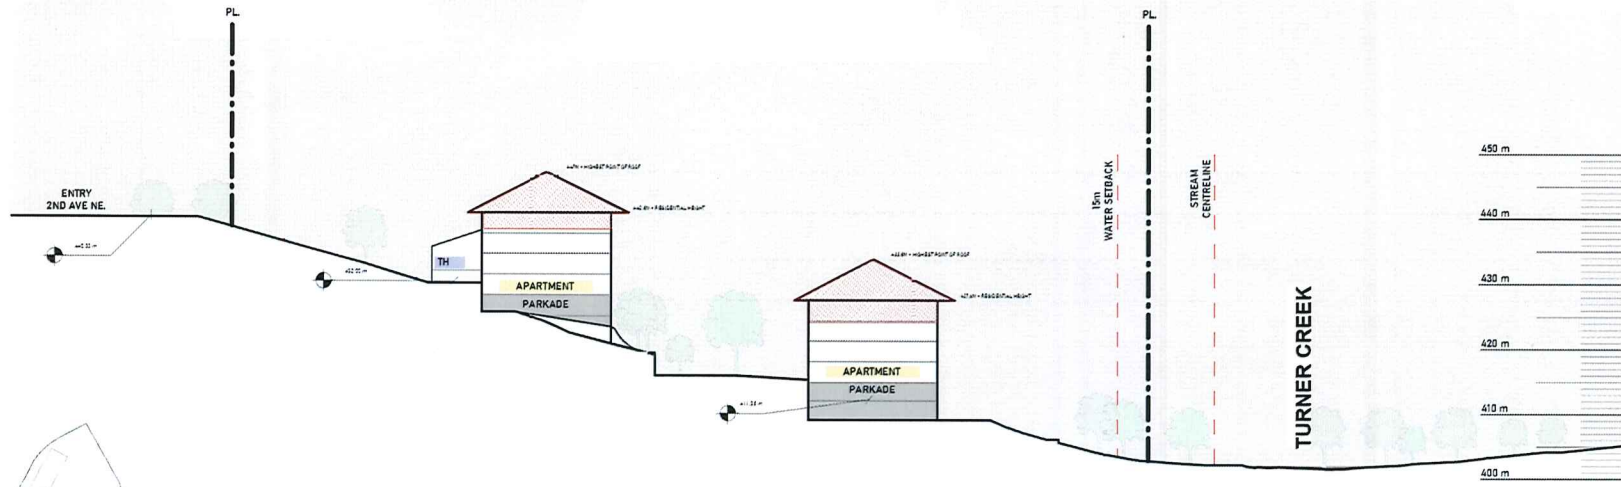 PL.
PL.
450 m
ENTRY
2ND AVE NE.
15m
WATER SETBACK
STREAM
CENTRELINE
440 m
TH
430 m
APARTMENT
PARKADE
420 m
APARTMENT
PARKADE
TURNER CREEK
410 m
400 m